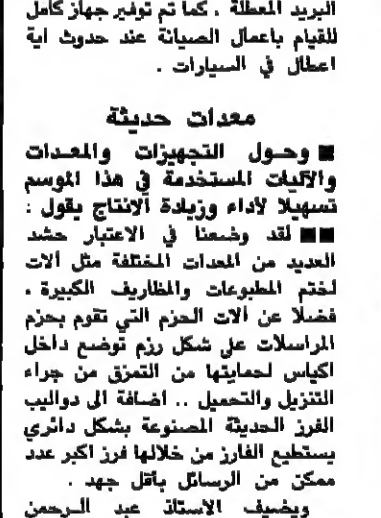 البريد المعطلة . كما تم توفير جهاز كامل
للقيام باعمال الصيانة عند حدوث اية
اعطال في السيارات .
معدات حديثة
■ وحول التجهيزات والمعدات
والآليات المستخدمة في هذا الموسم
تسهيلا لأداء وزيادة الانتاج يقول :
■■ لقد وضعنا في الاعتبار حشد
العديد من المعدات المختلفة مثل آلات
لختم المطبوعات والمظاريف الكبيرة .
فضلا عن آلات الحزم التي تقوم بحزم
المراسلات على شكل رزم توضع داخل
اكياس لحمايتها من التمزق من جراء
التنزيل والتحميل .. اضافة الى دواليب
الفرز الحديثة المصنوعة بشكل دائري
يستطيع الفارز من خلالها فرز اكبر عدد
ممكن من الرسائل بأقل جهد .
ويضيف الاستاذ عبد الرحمن